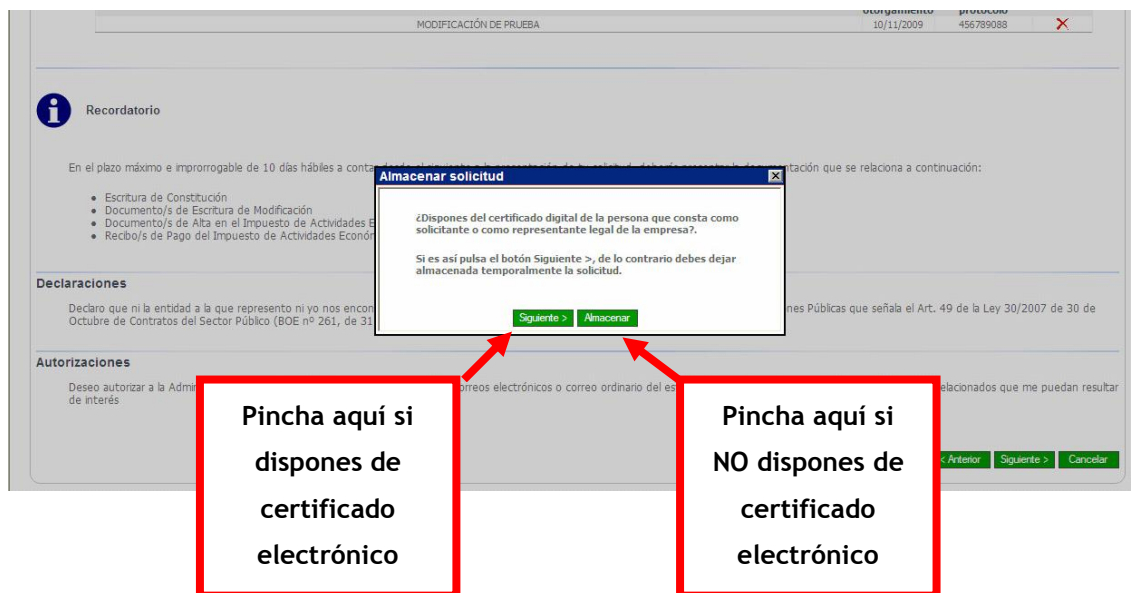 otorgamiento protocolo
MODIFICACIÓN DE PRUEBA 10/11/2009 456789088
Recordatorio
En el plazo máximo e improrrogable de 10 días hábiles a contar
ntación que se relaciona a continuación:
Escritura de Constitución
Documento/s de Escritura de Modificación
Documento/s de Alta en el Impuesto de Actividades E
Recibo/s de Pago del Impuesto de Actividades Económ
Almacenar solicitud
¿Dispones del certificado digital de la persona que consta como
solicitante o como representante legal de la empresa?.
Si es así pulsa el botón Siguiente >, de lo contrario debes dejar
almacenada temporalmente la solicitud.
Siguiente > Almacenar
Declaraciones
Declaro que ni la entidad a la que represento ni yo nos encon
nes Públicas que señala el Art. 49 de la Ley 30/2007 de 30 de
Octubre de Contratos del Sector Público (BOE nº 261, de 31
Autorizaciones
Deseo autorizar a la Admin
orreos electrónicos o correo ordinario del es
elacionados que me puedan resultar
de interés
Pincha aquí si
dispones de
certificado
electrónico
Pincha aquí si
NO dispones de
certificado
electrónico
< Anterior Siguiente > Cancelar